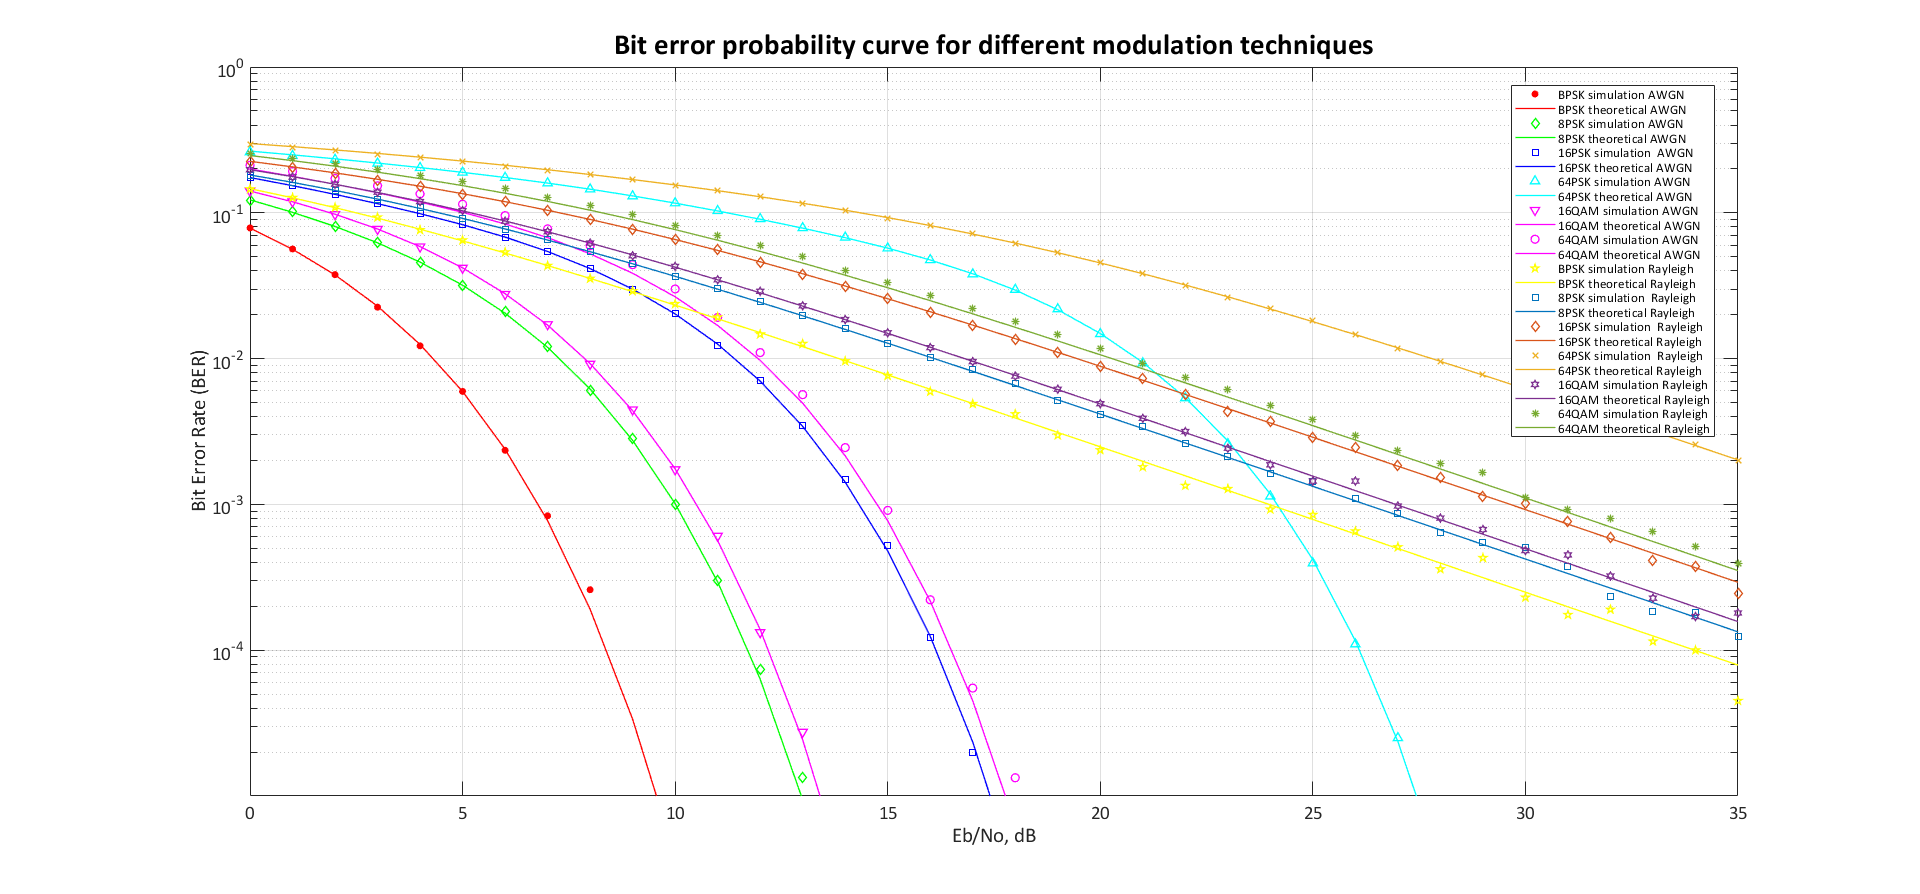 Bit error probability curve for different modulation techniques
10^0
10^-1
10^-2
10^-3
10^-4
Bit Error Rate (BER)
BPSK simulation AWGN
BPSK theoretical AWGN
8PSK simulation AWGN
8PSK theoretical AWGN
16PSK simulation  AWGN
16PSK theoretical AWGN
64PSK simulation AWGN
64PSK theoretical AWGN
16QAM simulation AWGN
16QAM theoretical AWGN
64QAM simulation AWGN
64QAM theoretical AWGN
BPSK simulation Rayleigh
BPSK theoretical Rayleigh
8PSK simulation  Rayleigh
8PSK theoretical Rayleigh
16PSK simulation  Rayleigh
16PSK theoretical Rayleigh
64PSK simulation  Rayleigh
64PSK theoretical Rayleigh
16QAM simulation Rayleigh
16QAM theoretical Rayleigh
64QAM simulation Rayleigh
64QAM theoretical Rayleigh
0 5 10 15 20 25 30 35
Eb/No, dB